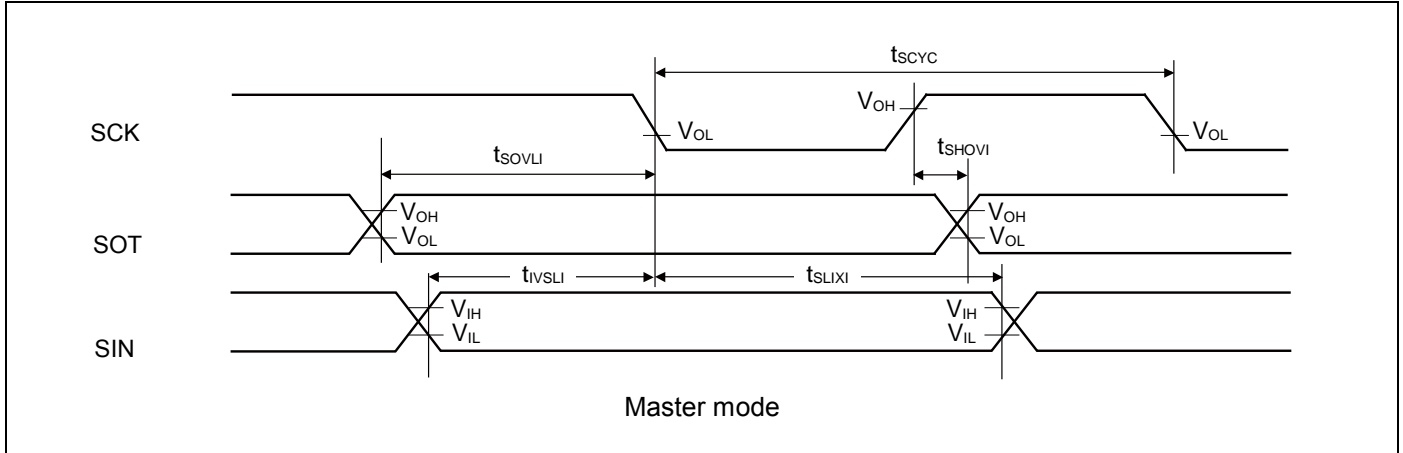 tSCYC
SCK
VOH
VOL
VOL
tSOVLI
tSHOVI
SOT
VOH
VOL
VOH
VOL
tIVSLI
tSLIXI
SIN
VIH
VIL
VIH
VIL
Master mode